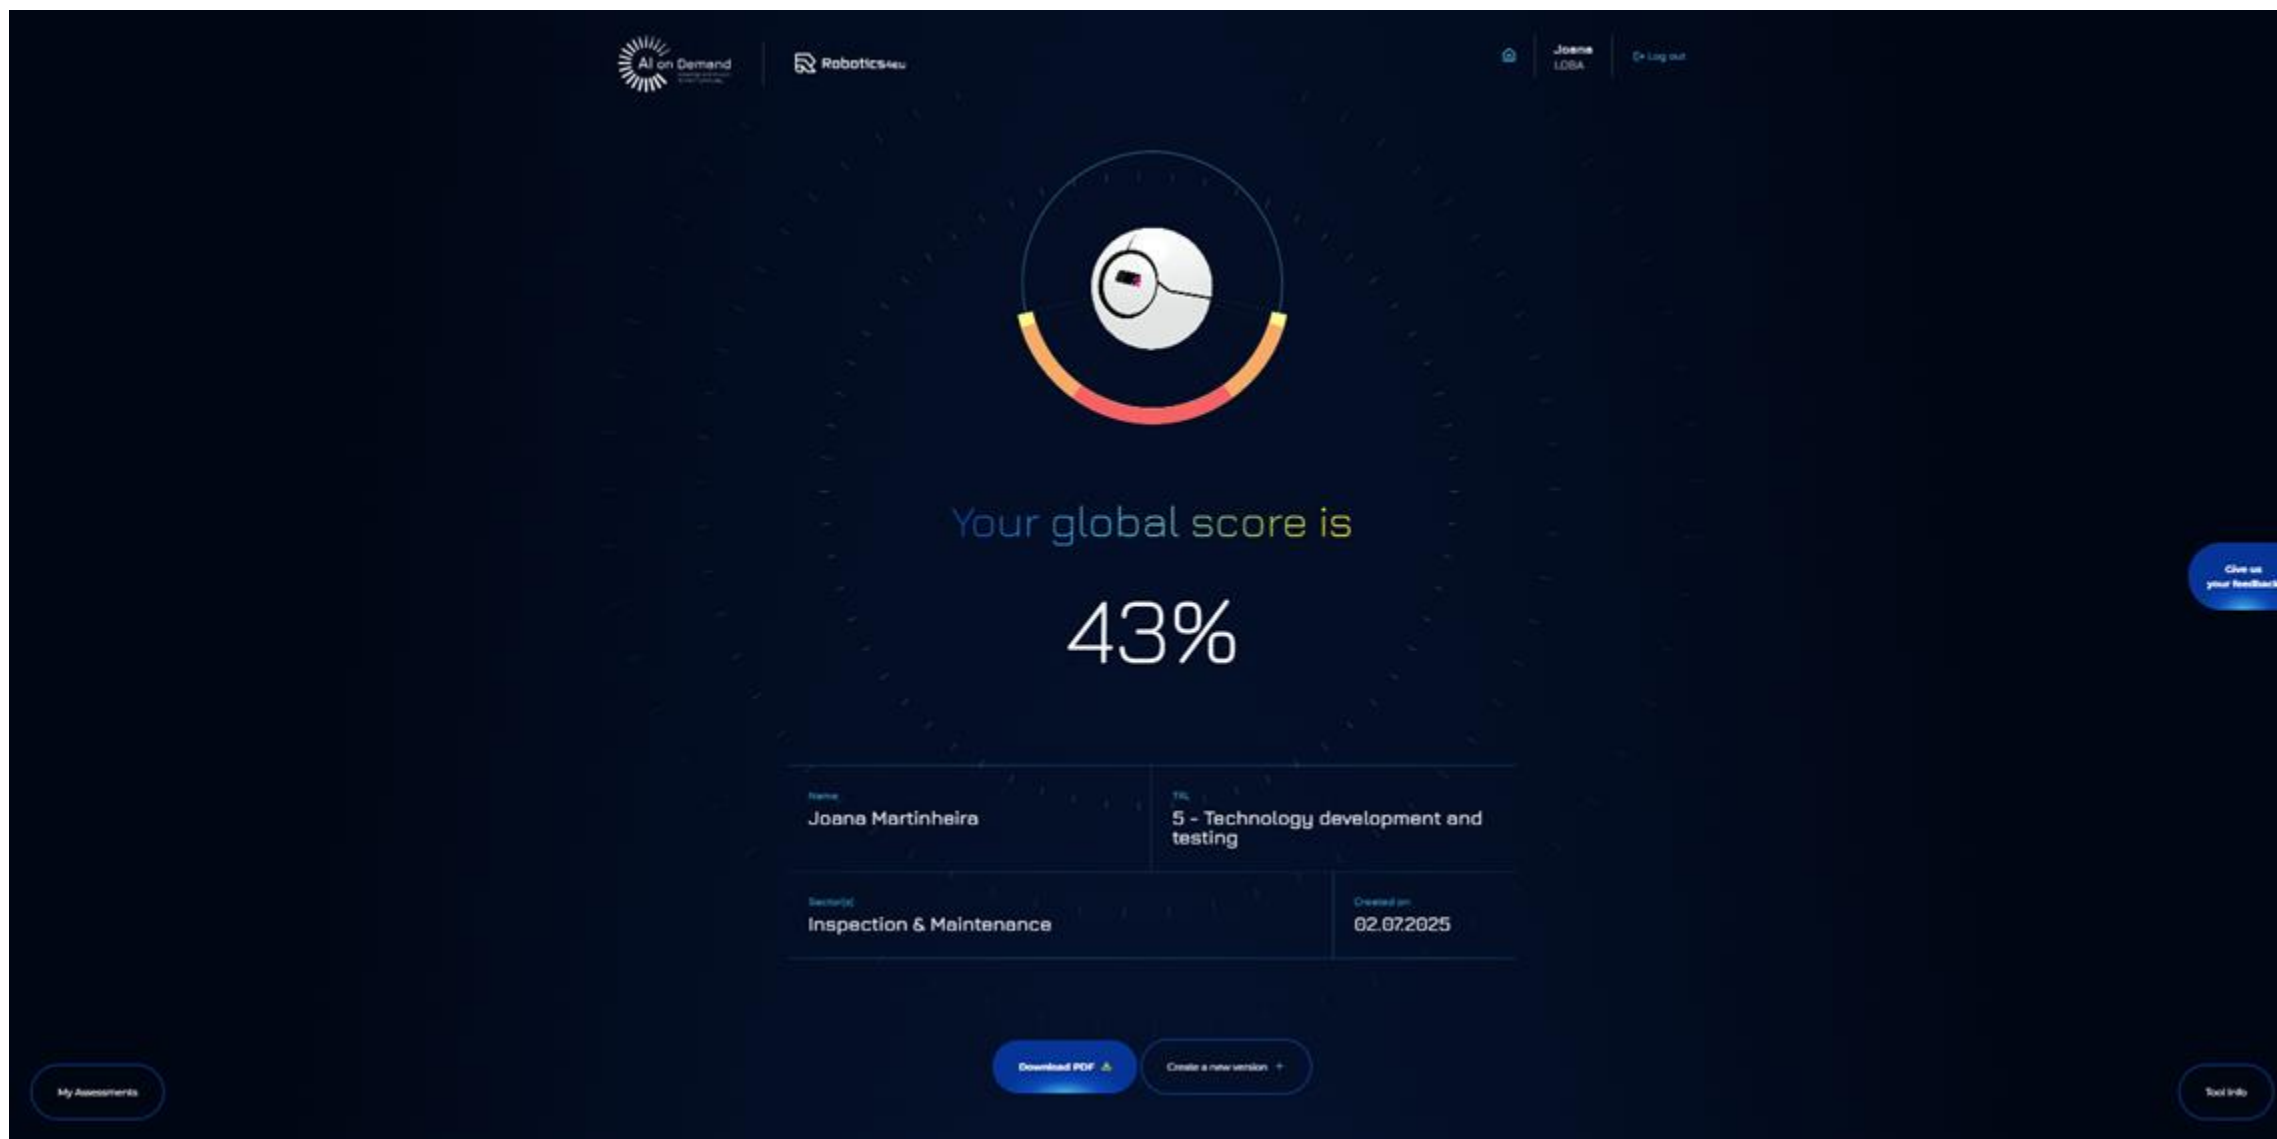 AI on Demand
Robotics4EU
Joana
LOBA
Log out
Your global score is
43%
Give us
your feedback
Name
Joana Martinheira
TRL
5 - Technology development and
testing
Sector(s)
Inspection & Maintenance
Created on
02.07.2025
Download PDF
Create a new version +
My Assessments
Tool Info